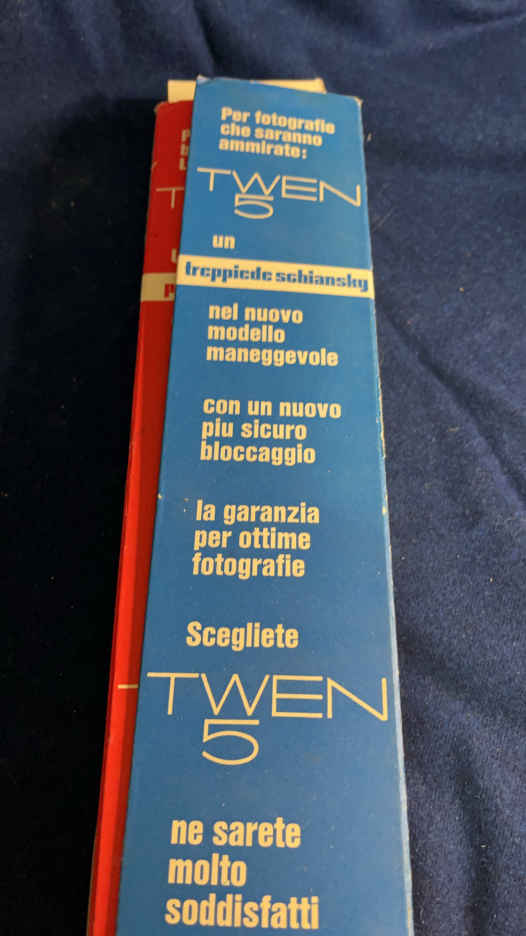 Per fotografie
che saranno
ammirate:
TWEN
5
un
treppiede schiansky
nel nuovo
modello
maneggevole
con un nuovo
piu sicuro
bloccaggio
la garanzia
per ottime
fotografie
Scegliete
TWEN
5
ne sarete
molto
soddisfatti